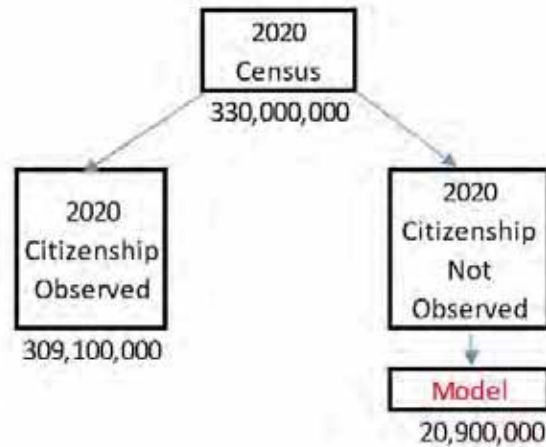 2020
Census
330,000,000
2020
Citizenship
Observed
309,100,000
2020
Citizenship
Not
Observed
Model
20,900,000